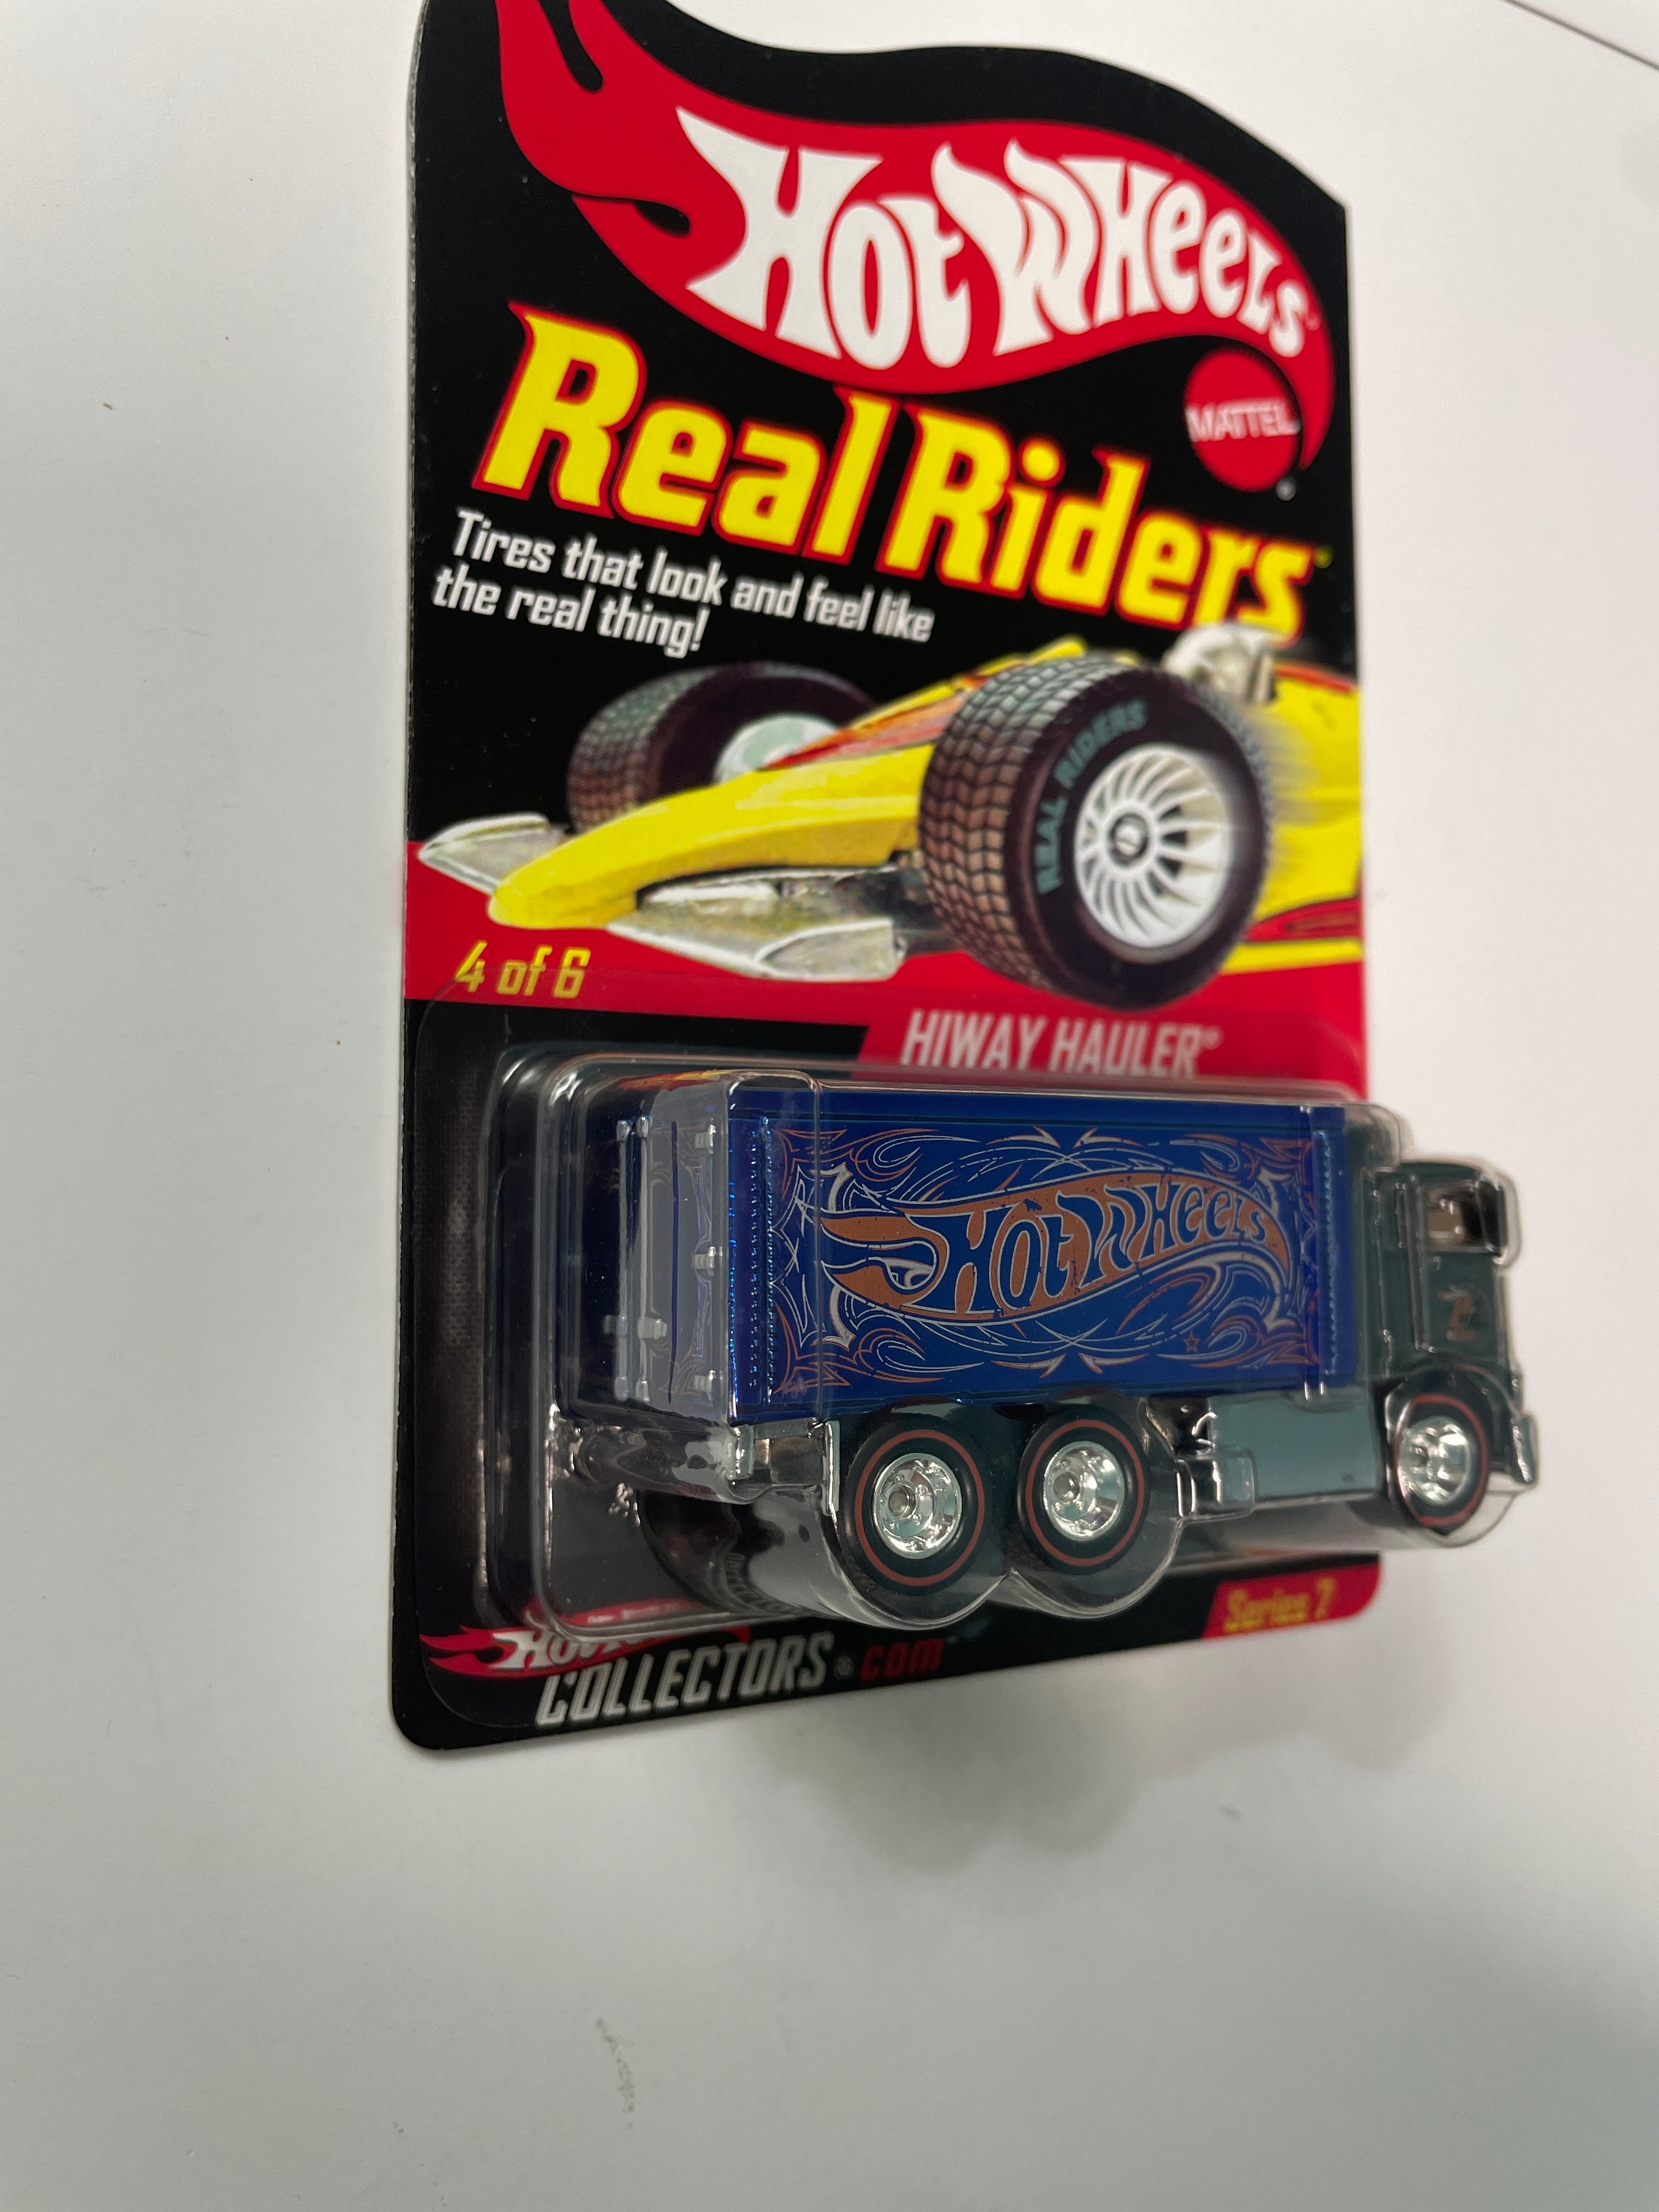 Hot Wheels
MATTEL
Real Riders
Tires that look and feel like
the real thing!
REAL RIDERS
4 of 6
HIWAY HAULER®
Hot Wheels
Series 7
COLLECTORS.com™